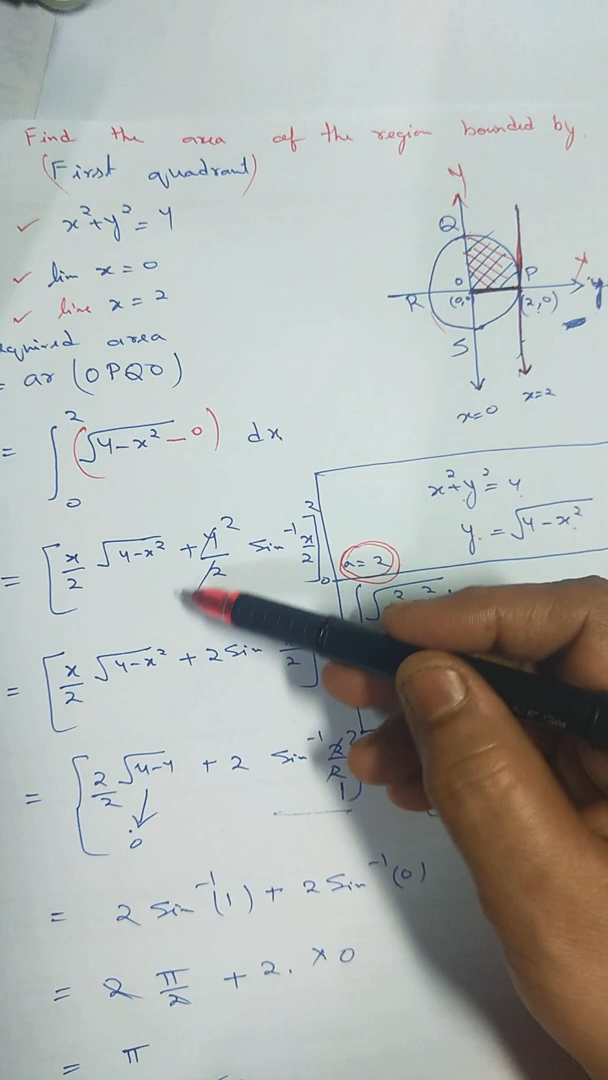 Find the area of the region bounded by
(First quadrant)
✓ x²+y² = 4
✓ lim x = 0
✓ line x = 2
equired area
= ar (OPQO)
= ∫₀² (√4-x² - 0) dx
= [x/2 √4-x² + 4/2 sin⁻¹ x/2]₀²
= [x/2 √4-x² + 2 sin
= { 2/2 √4-4 + 2 sin⁻¹ 2/2
0
1
= 2 sin⁻¹(1) + 2 sin⁻¹(0)
= 2 π/2 + 2. × 0
= π
Y
Q
O
P
X
y
R
(0,
(2,0)
S
x=0
x=2
x²+y² = 4
y = √4-x²
a = 2